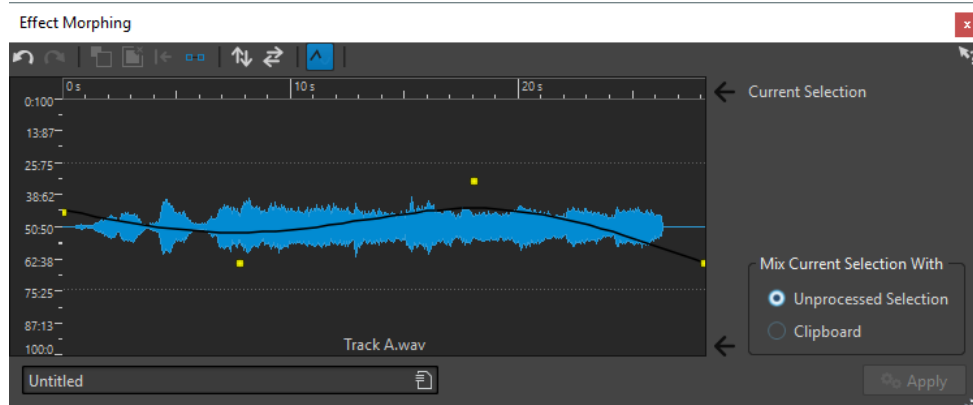 Effect Morphing
x
0 s 10 s 20 s
0:100
Current Selection
13:87
25:75
38:62
50:50
62:38
Mix Current Selection With
75:25
Unprocessed Selection
87:13
Clipboard
100:0
Track A.wav
Untitled
Apply